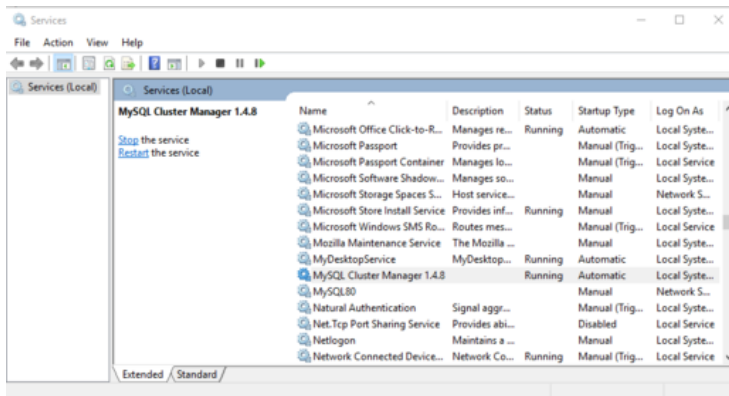 Services
File Action View Help
Services (Local)
Services (Local)
MySQL Cluster Manager 1.4.8
Stop the service
Restart the service
Name Description Status Startup Type Log On As
Microsoft Office Click-to-R... Manages re... Running Automatic Local Syste...
Microsoft Passport Provides pr... Manual (Trig... Local Syste...
Microsoft Passport Container Manages lo... Manual (Trig... Local Service
Microsoft Software Shadow... Manages so... Manual Local Syste...
Microsoft Storage Spaces S... Host service... Manual Network S...
Microsoft Store Install Service Provides inf... Running Manual Local Syste...
Microsoft Windows SMS Ro... Routes mes... Manual (Trig... Local Service
Mozilla Maintenance Service The Mozilla ... Manual Local Syste...
MyDesktopService MyDesktop... Running Automatic Local Syste...
MySQL Cluster Manager 1.4.8 Running Automatic Local Syste...
MySQL80 Manual Network S...
Natural Authentication Signal aggr... Manual (Trig... Local Syste...
Net.Tcp Port Sharing Service Provides abi... Disabled Local Service
Netlogon Maintains a ... Manual Local Syste...
Network Connected Device... Network Co... Running Manual (Trig... Local Service
Extended Standard